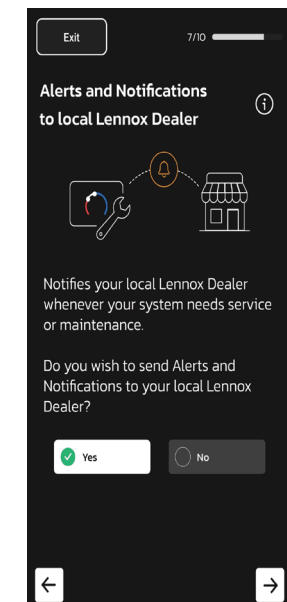 Exit
7/10
Alerts and Notifications
to local Lennox Dealer
Notifies your local Lennox Dealer
whenever your system needs service
or maintenance.
Do you wish to send Alerts and
Notifications to your local Lennox
Dealer?
Yes
No